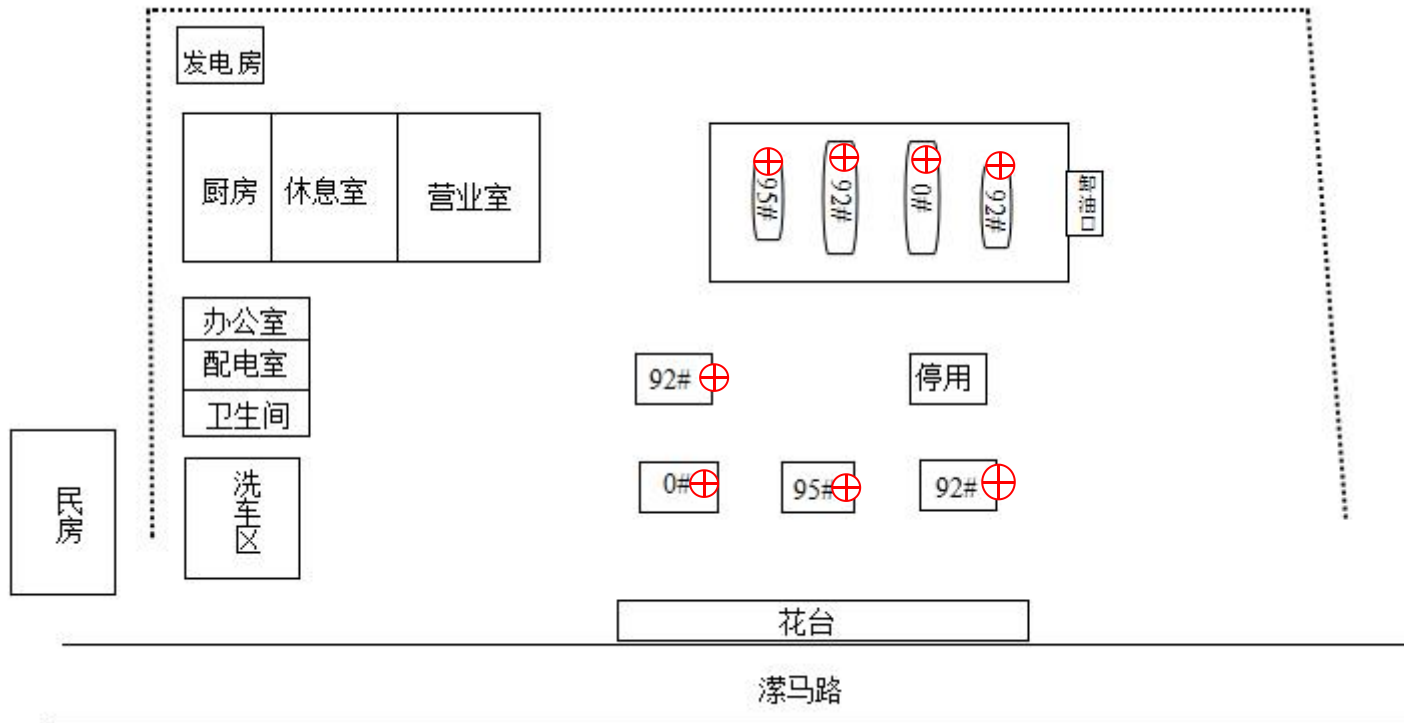 发电房
厨房
休息室
营业室
95#
92#
0#
92#
卸油口
办公室
配电室
卫生间
92#
停用
民房
洗车区
0#
95#
92#
花台
漾马路